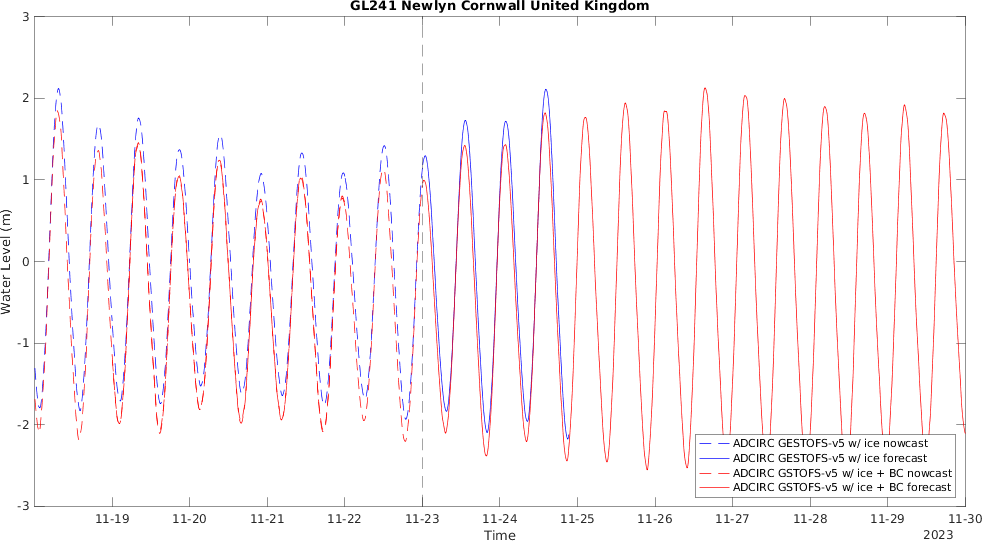 GL241 Newlyn Cornwall United Kingdom
3
2
1
0
-1
-2
-3
Water Level (m)
ADCIRC GESTOFS-v5 w/ ice nowcast
ADCIRC GESTOFS-v5 w/ ice forecast
ADCIRC GSTOFS-v5 w/ ice + BC nowcast
ADCIRC GSTOFS-v5 w/ ice + BC forecast
11-19 11-20 11-21 11-22 11-23 11-24 11-25 11-26 11-27 11-28 11-29 11-30
Time
2023